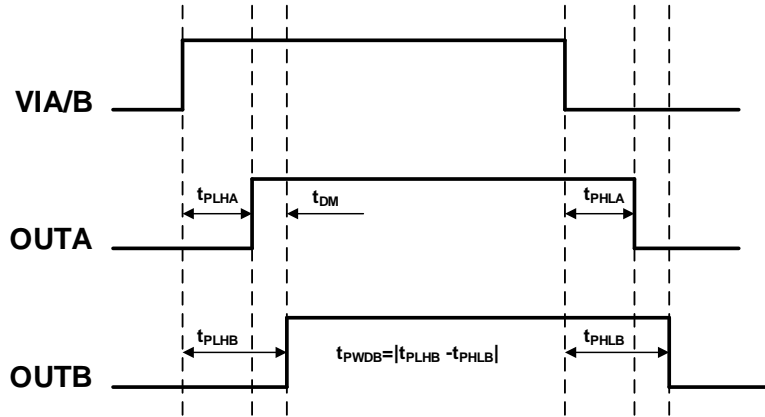 VIA/B
tPLHA
tDM
tPHLA
OUTA
tPLHB
tPWDB=|tPLHB -tPHLB|
tPHLB
OUTB